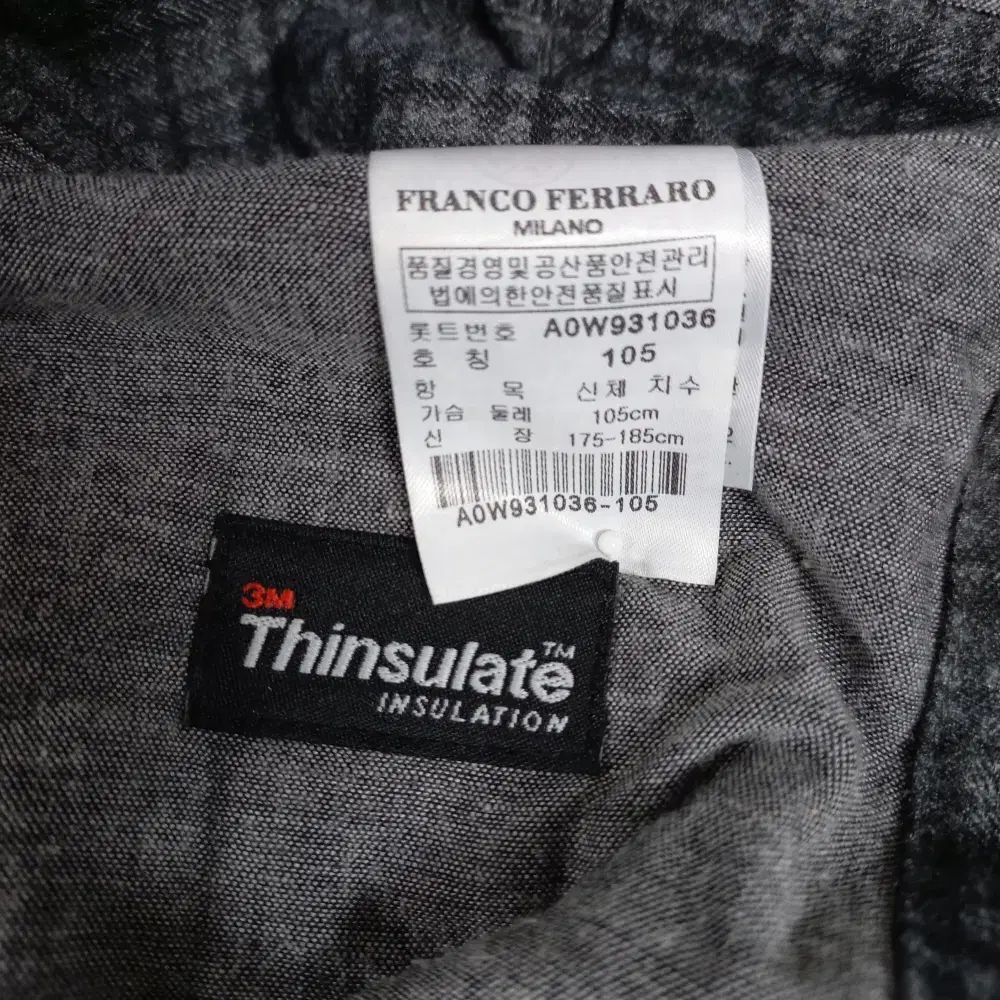 FRANCO FERRARO
MILANO
품질경영및공산품안전관리
법에의한안전품질표시
롯트번호 A0W931036
호 칭 105
항 목 신체 치수
가슴 둘레 105cm
신 장 175-185cm
A0W931036-105
3M
Thinsulate™
INSULATION